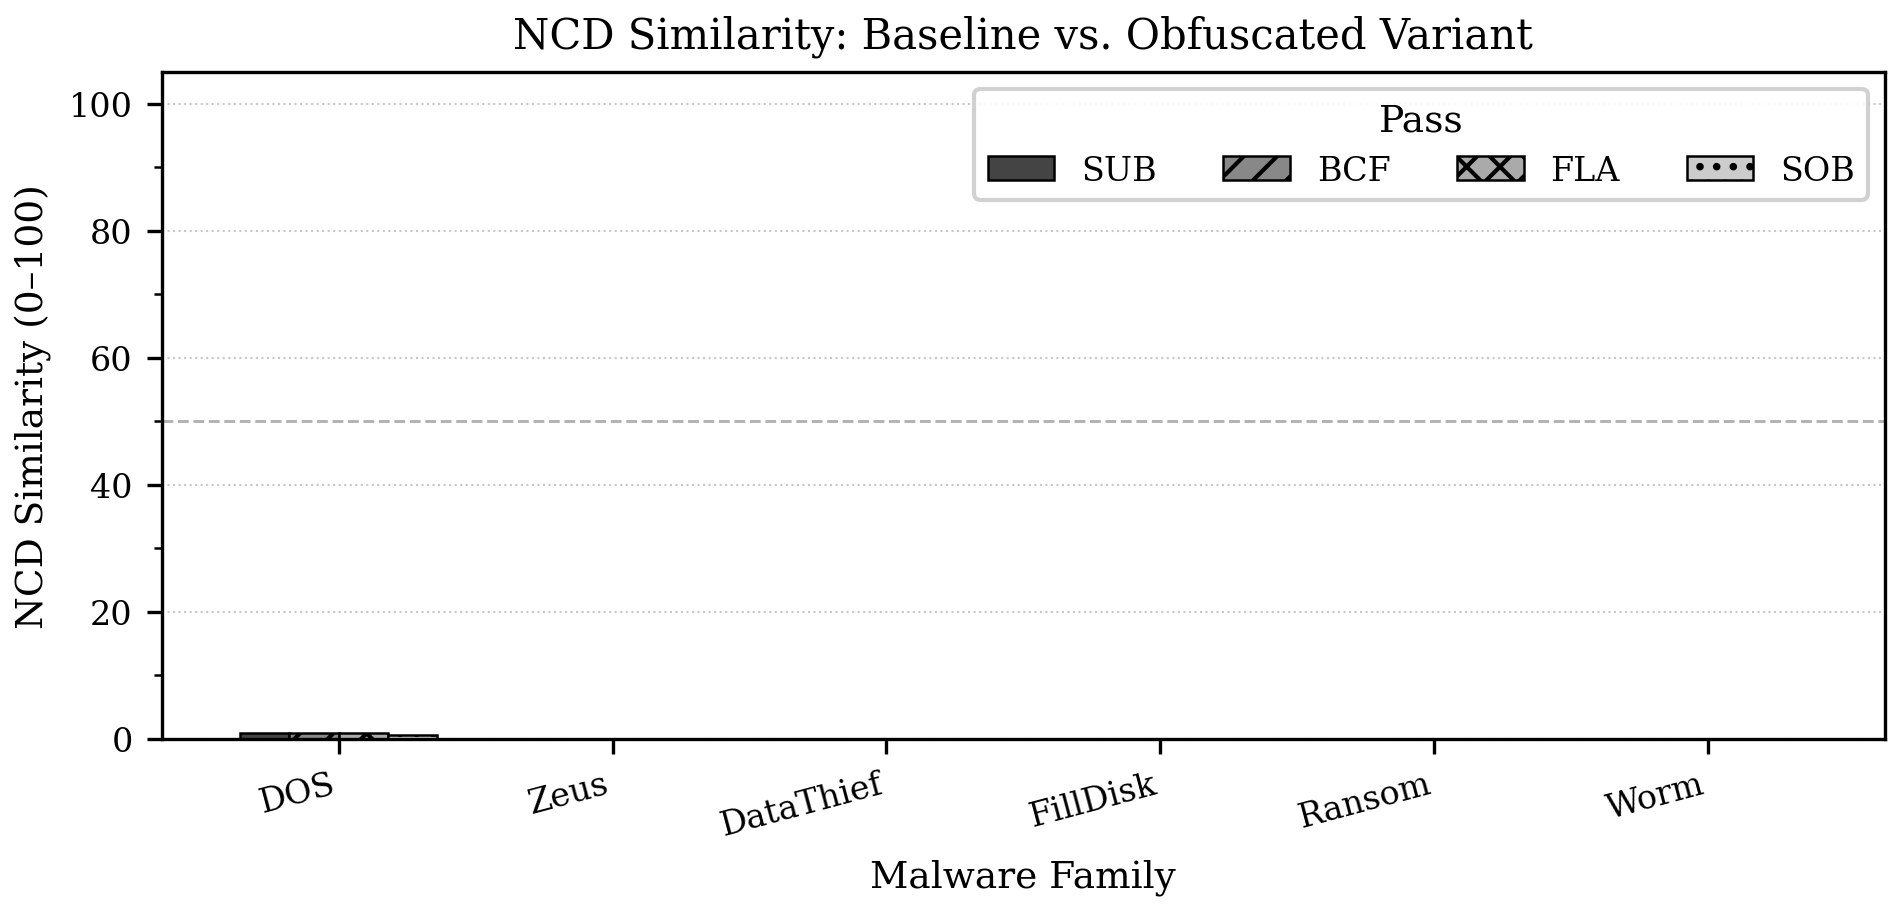 NCD Similarity: Baseline vs. Obfuscated Variant
Pass
SUB BCF FLA SOB
NCD Similarity (0–100)
100
80
60
40
20
0
DOS Zeus DataThief FillDisk Ransom Worm
Malware Family